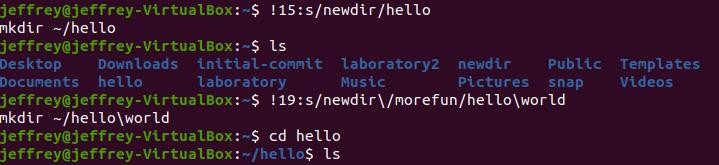 jeffrey@jeffrey-VirtualBox:~$ !15:s/newdir/hello
mkdir ~/hello
jeffrey@jeffrey-VirtualBox:~$ ls
Desktop Downloads initial-commit laboratory2 newdir Public Templates
Documents hello laboratory Music Pictures snap Videos
jeffrey@jeffrey-VirtualBox:~$ !19:s/newdir\/morefun/hello\world
mkdir ~/hello\world
jeffrey@jeffrey-VirtualBox:~$ cd hello
jeffrey@jeffrey-VirtualBox:~/hello$ ls